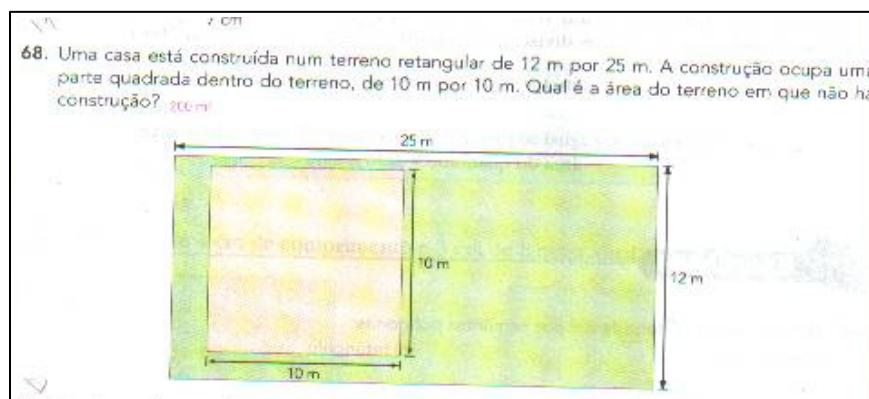 7 cm
68. Uma casa está construída num terreno retangular de 12 m por 25 m. A construção ocupa uma
parte quadrada dentro do terreno, de 10 m por 10 m. Qual é a área do terreno em que não há
construção? 200 m²
25 m
10 m
12 m
10 m